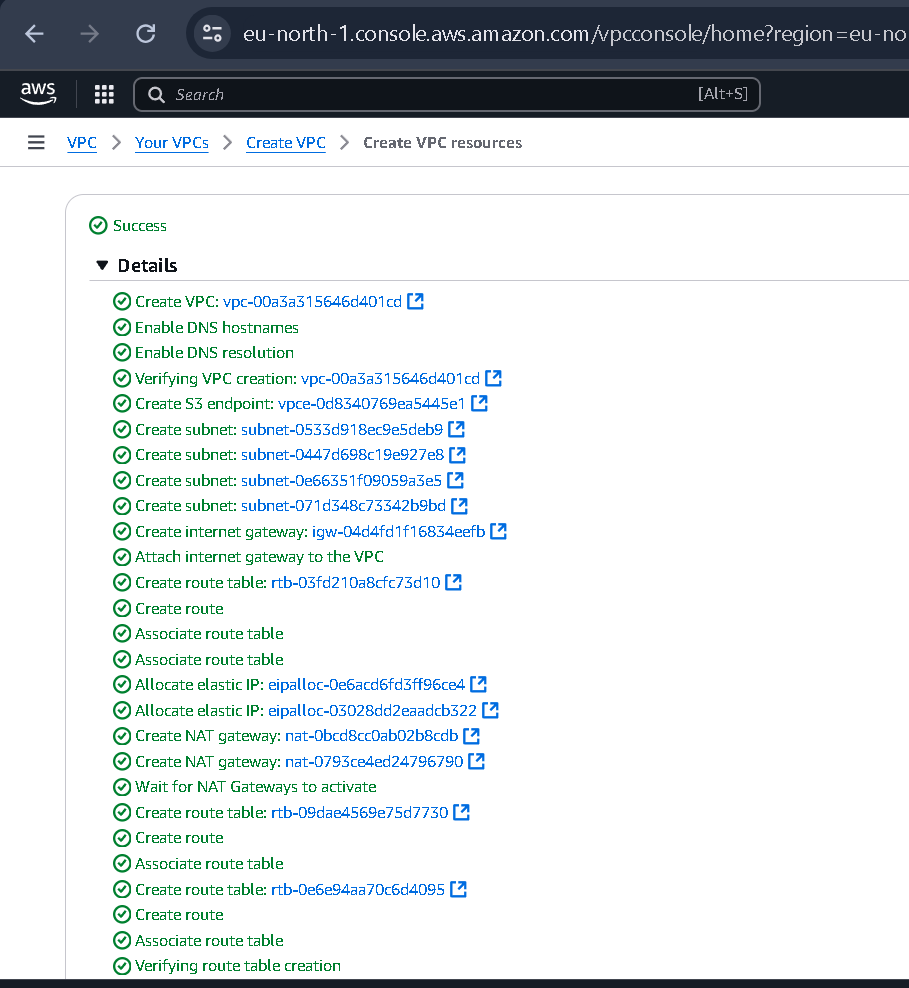 eu-north-1.console.aws.amazon.com/vpcconsole/home?region=eu-no
aws Search [Alt+S]
VPC > Your VPCs > Create VPC > Create VPC resources
Success
Details
Create VPC: vpc-00a3a315646d401cd
Enable DNS hostnames
Enable DNS resolution
Verifying VPC creation: vpc-00a3a315646d401cd
Create S3 endpoint: vpce-0d8340769ea5445e1
Create subnet: subnet-0533d918ec9e5deb9
Create subnet: subnet-0447d698c19e927e8
Create subnet: subnet-0e66351f09059a3e5
Create subnet: subnet-071d348c73342b9bd
Create internet gateway: igw-04d4fd1f16834eefb
Attach internet gateway to the VPC
Create route table: rtb-03fd210a8cfc73d10
Create route
Associate route table
Associate route table
Allocate elastic IP: eipalloc-0e6acd6fd3ff96ce4
Allocate elastic IP: eipalloc-03028dd2eaadcb322
Create NAT gateway: nat-0bcd8cc0ab02b8cdb
Create NAT gateway: nat-0793ce4ed24796790
Wait for NAT Gateways to activate
Create route table: rtb-09dae4569e75d7730
Create route
Associate route table
Create route table: rtb-0e6e94aa70c6d4095
Create route
Associate route table
Verifying route table creation